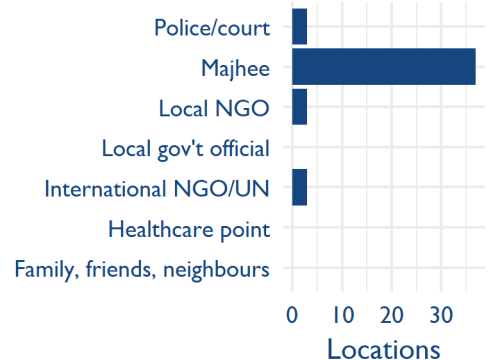 Police/court
Majhee
Local NGO
Local gov't official
International NGO/UN
Healthcare point
Family, friends, neighbours
0 10 20 30
Locations